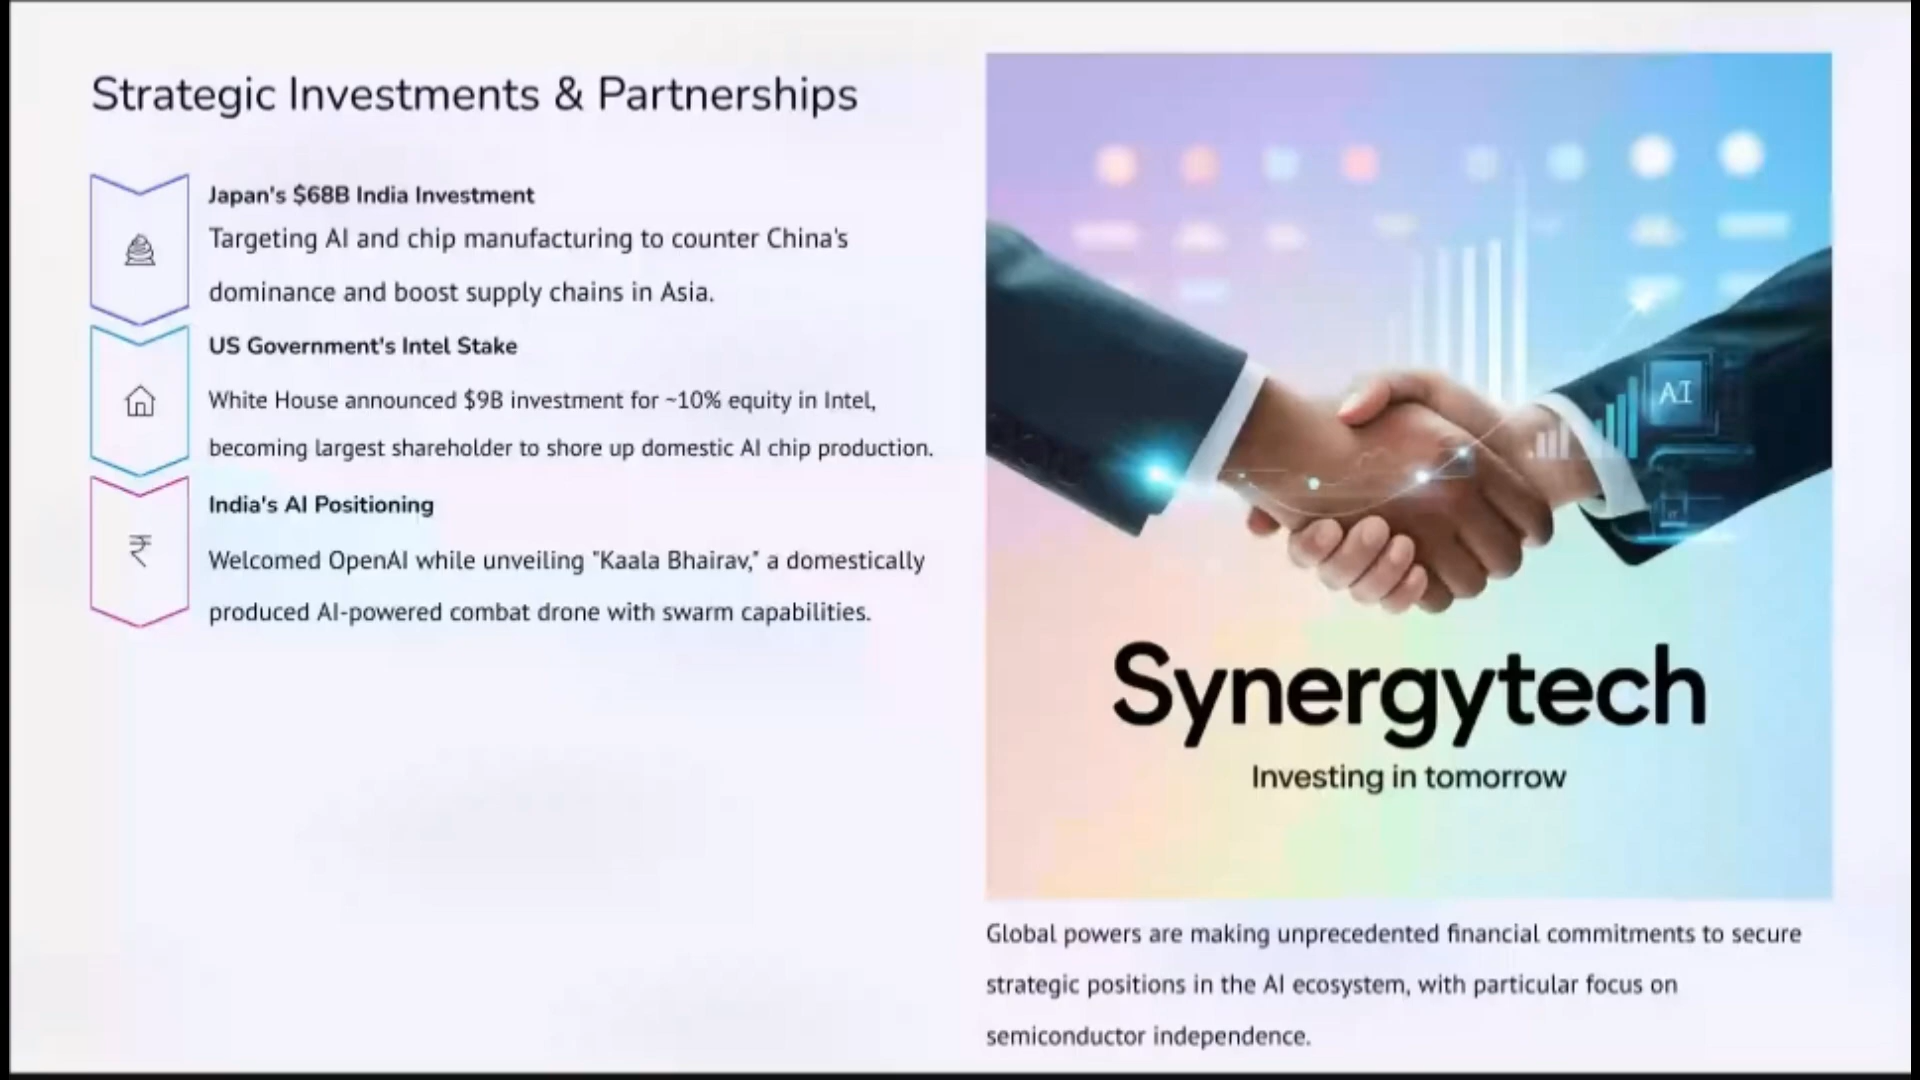 Strategic Investments & Partnerships
Japan's $68B India Investment
Targeting AI and chip manufacturing to counter China's
dominance and boost supply chains in Asia.
US Government's Intel Stake
White House announced $9B investment for ~10% equity in Intel,
becoming largest shareholder to shore up domestic AI chip production.
₹
India's AI Positioning
Welcomed OpenAI while unveiling "Kaala Bhairav," a domestically
produced AI-powered combat drone with swarm capabilities.
AI
Synergytech
Investing in tomorrow
Global powers are making unprecedented financial commitments to secure
strategic positions in the AI ecosystem, with particular focus on
semiconductor independence.